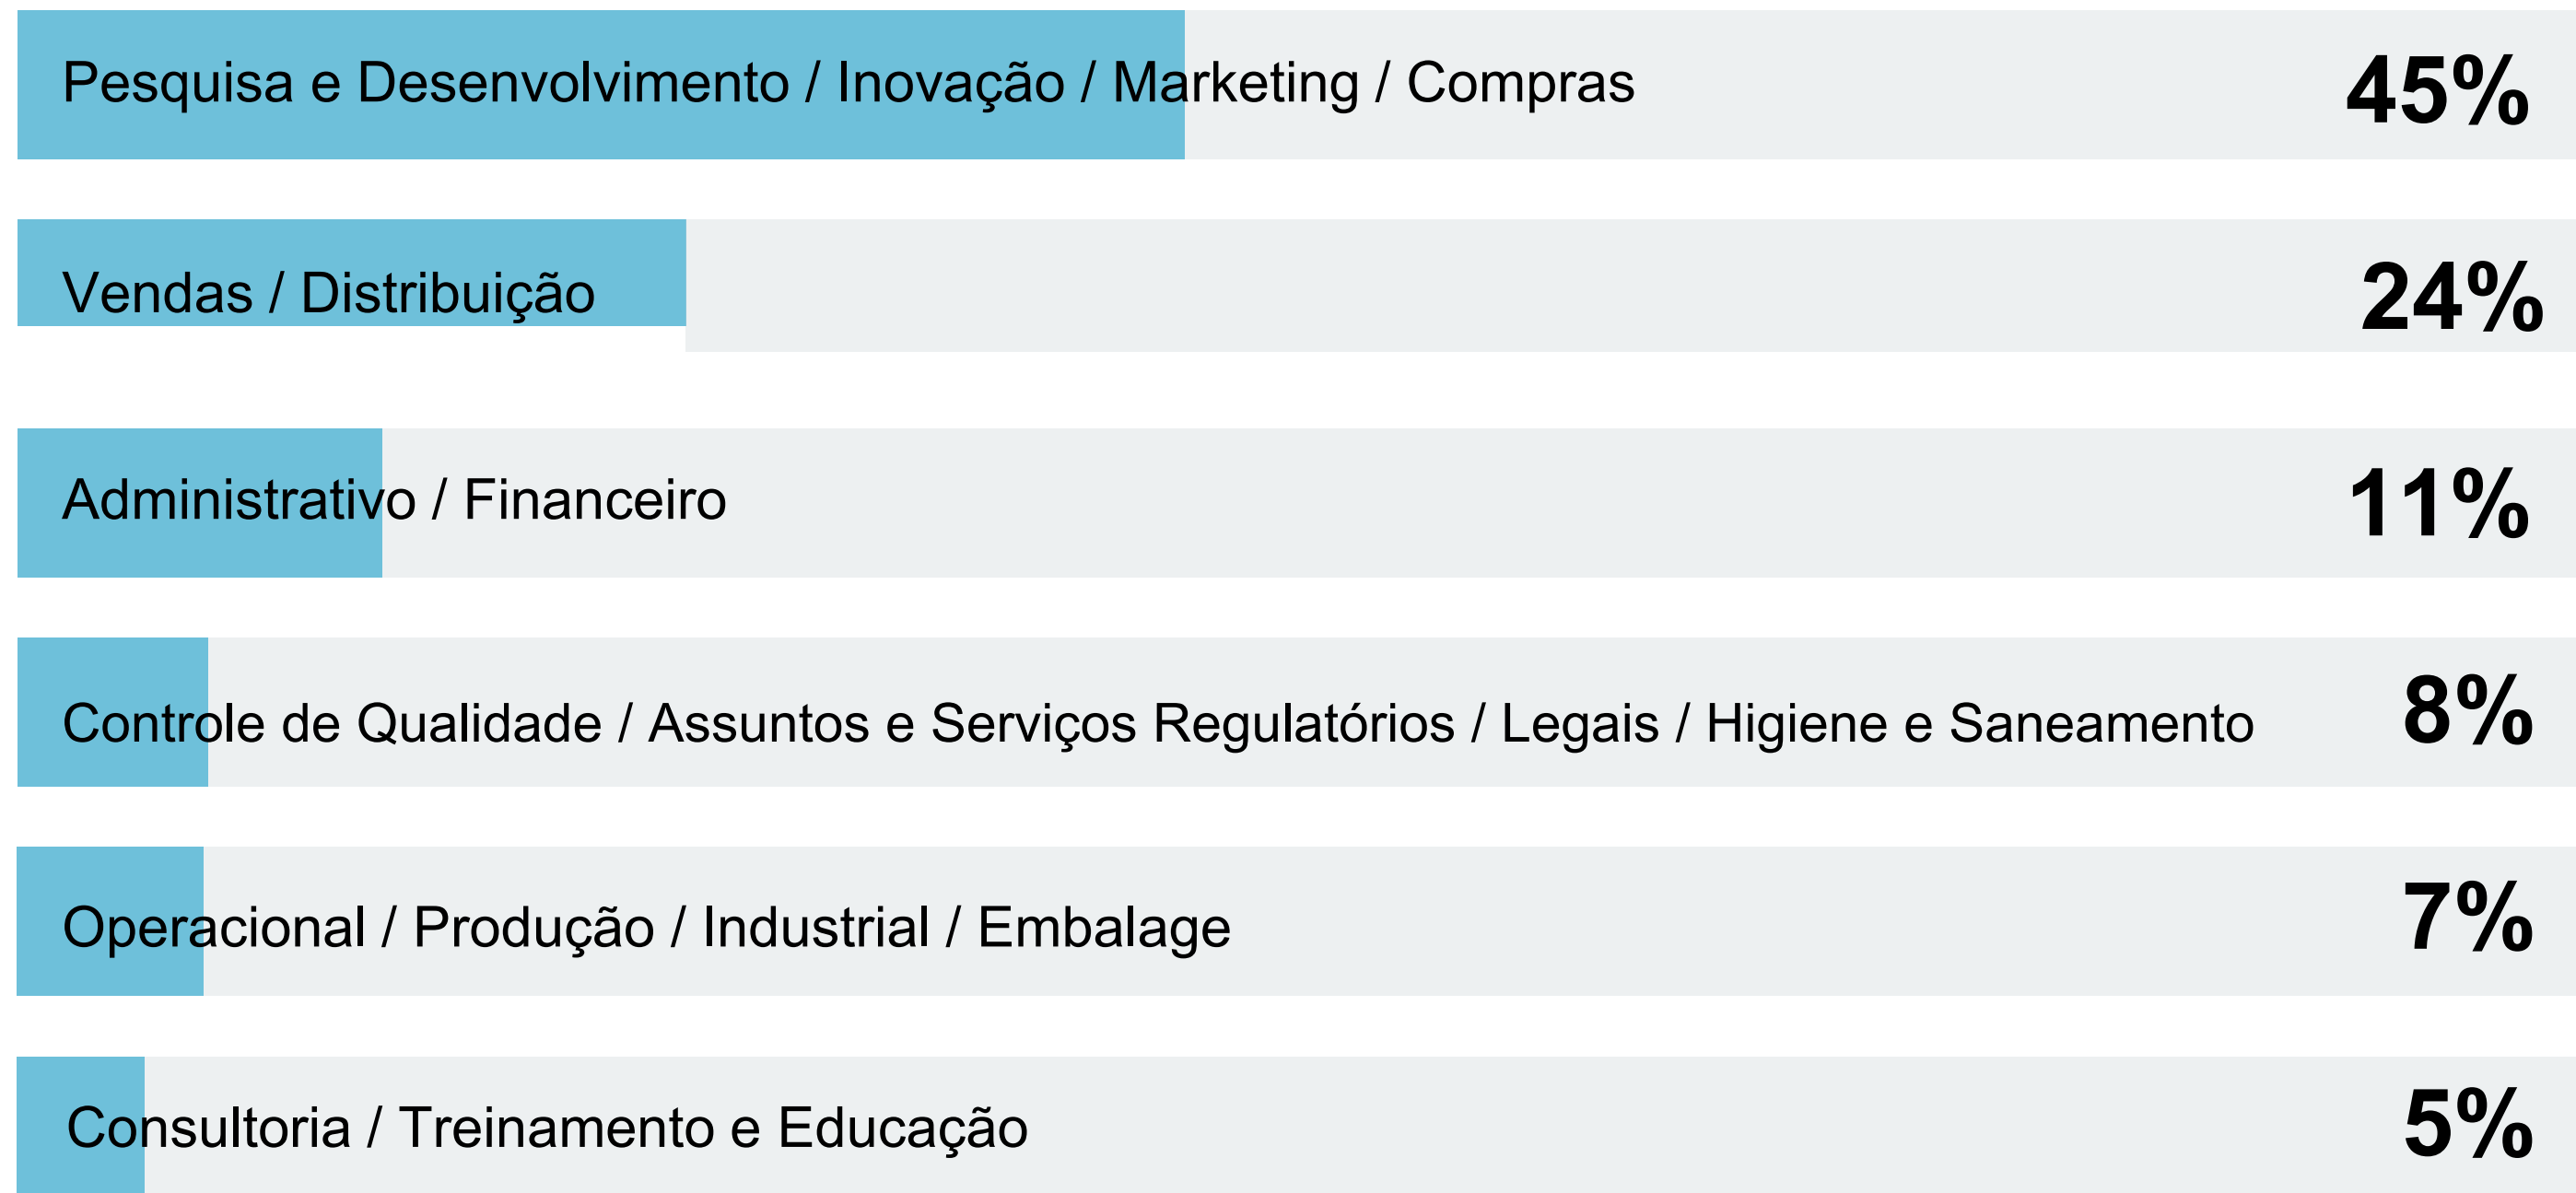 Pesquisa e Desenvolvimento / Inovação / Marketing / Compras 45%
Vendas / Distribuição 24%
Administrativo / Financeiro 11%
Controle de Qualidade / Assuntos e Serviços Regulatórios / Legais / Higiene e Saneamento 8%
Operacional / Produção / Industrial / Embalage 7%
Consultoria / Treinamento e Educação 5%